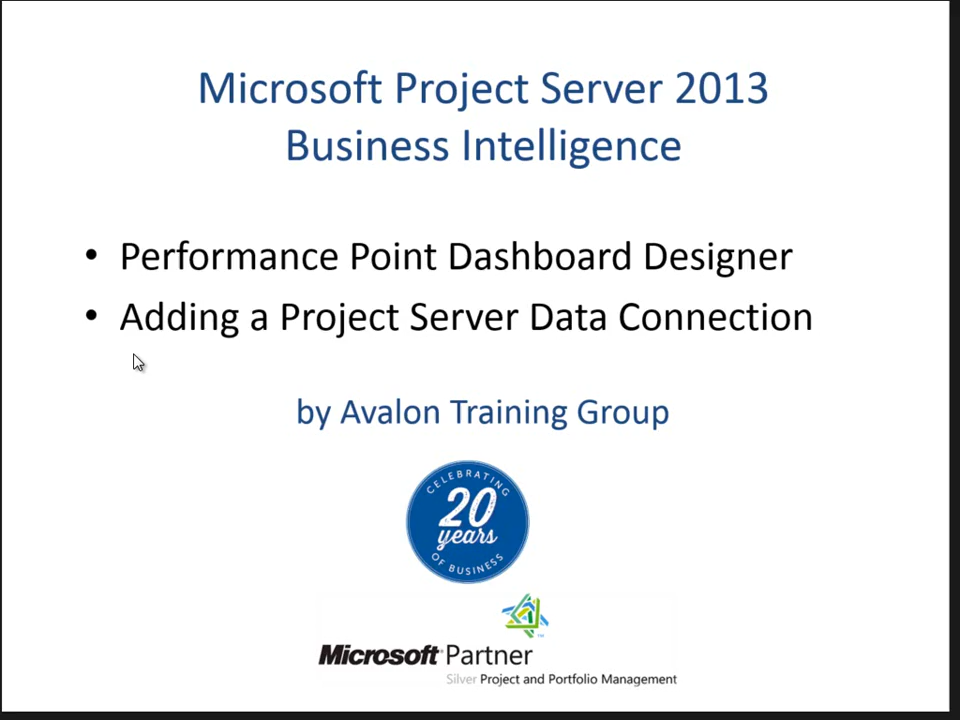 Microsoft Project Server 2013
Business Intelligence
• Performance Point Dashboard Designer
• Adding a Project Server Data Connection
by Avalon Training Group
CELEBRATING
20
years
OF BUSINESS
Microsoft Partner
Silver Project and Portfolio Management